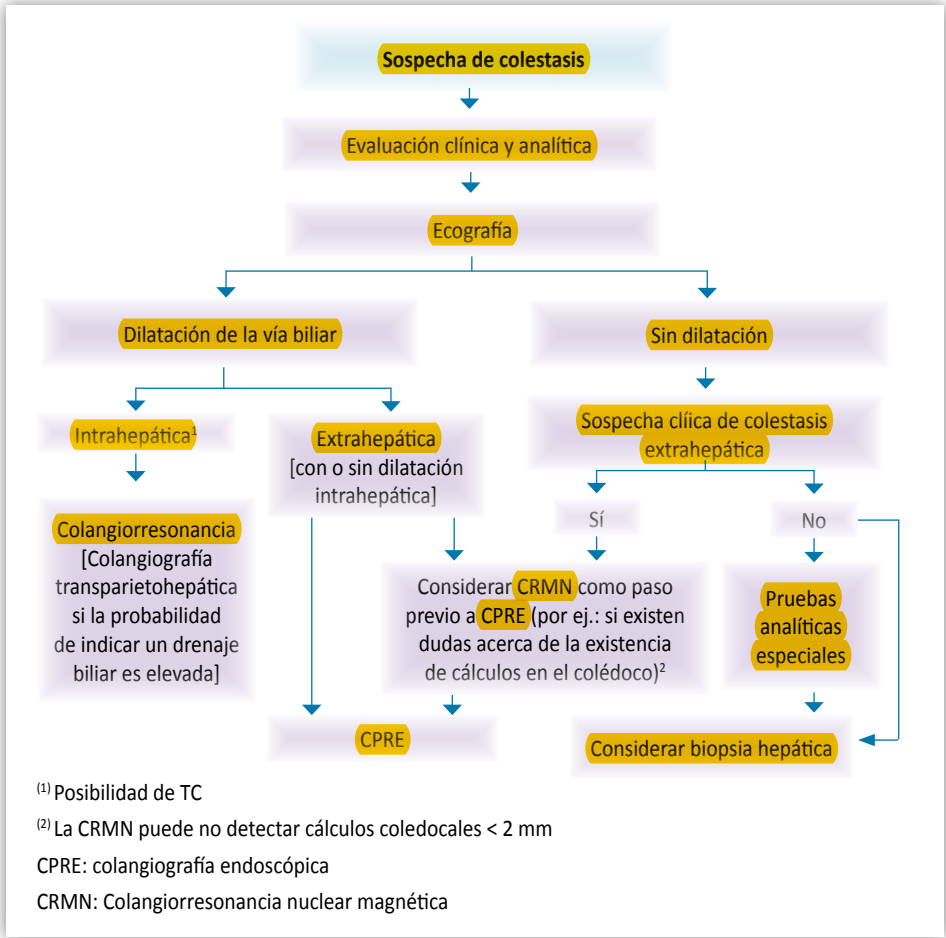 Sospecha de colestasis
Evaluación clínica y analítica
Ecografía
Dilatación de la vía biliar
Sin dilatación
Intrahepática¹
Extrahepática
[con o sin dilatación
intrahepática]
Sospecha clíica de colestasis
extrahepática
Sí
No
Colangiorresonancia
[Colangiografía
transparietohepática
si la probabilidad
de indicar un drenaje
biliar es elevada]
Considerar CRMN como paso
previo a CPRE (por ej.: si existen
dudas acerca de la existencia
de cálculos en el colédoco)²
Pruebas
analíticas
especiales
CPRE
Considerar biopsia hepática
(1) Posibilidad de TC
(2) La CRMN puede no detectar cálculos coledocales < 2 mm
CPRE: colangiografía endoscópica
CRMN: Colangiorresonancia nuclear magnética